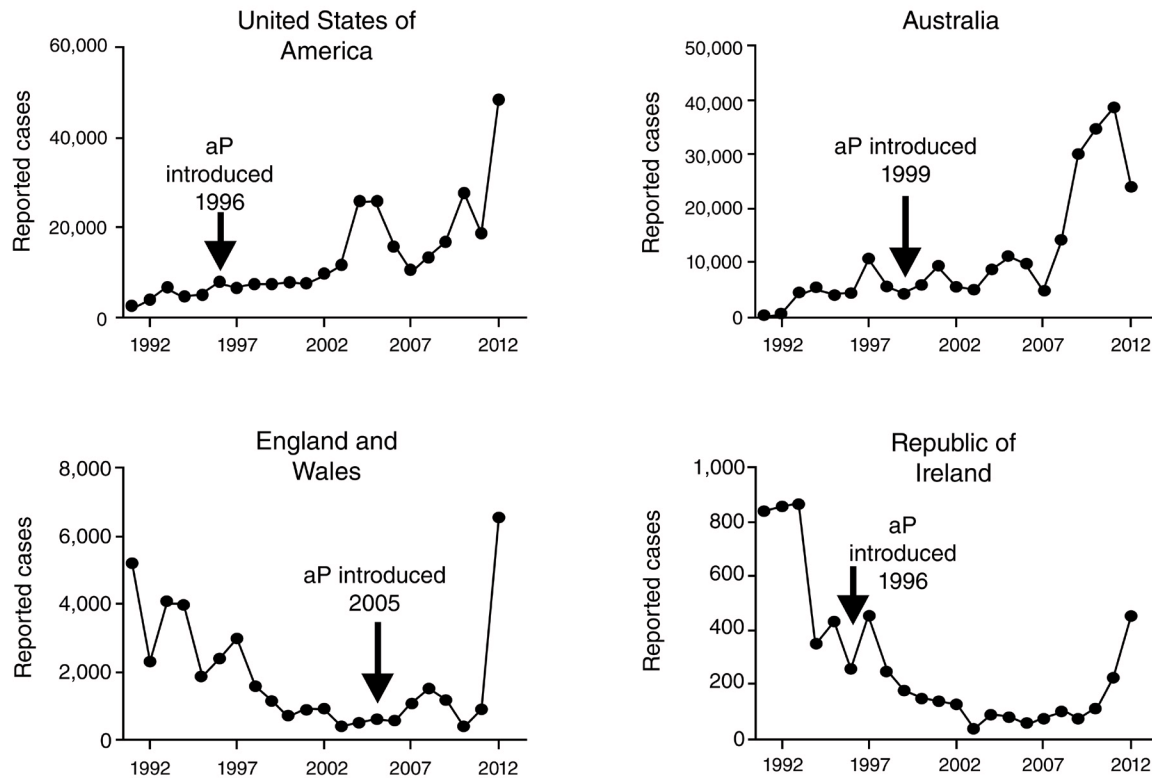 United States of
America
60,000
40,000
20,000
0
Reported cases
aP
introduced
1996
1992 1997 2002 2007 2012
Australia
50,000
40,000
30,000
20,000
10,000
0
Reported cases
aP introduced
1999
1992 1997 2002 2007 2012
England and
Wales
8,000
6,000
4,000
2,000
0
Reported cases
aP introduced
2005
1992 1997 2002 2007 2012
Republic of
Ireland
1,000
800
600
400
200
0
Reported cases
aP
introduced
1996
1992 1997 2002 2007 2012